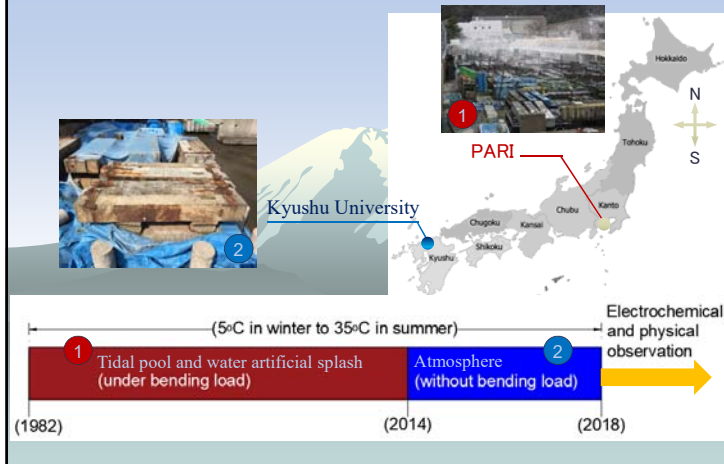 1
Hokkaido
N
S
Tohoku
PARI
Kyushu University
Chubu
Kanto
Chugoku
Kansai
Shikoku
Kyushu
2
(5oC in winter to 35oC in summer)
Electrochemical
and physical
observation
1
Tidal pool and water artificial splash
(under bending load)
Atmosphere
(without bending load)
2
(1982)
(2014)
(2018)